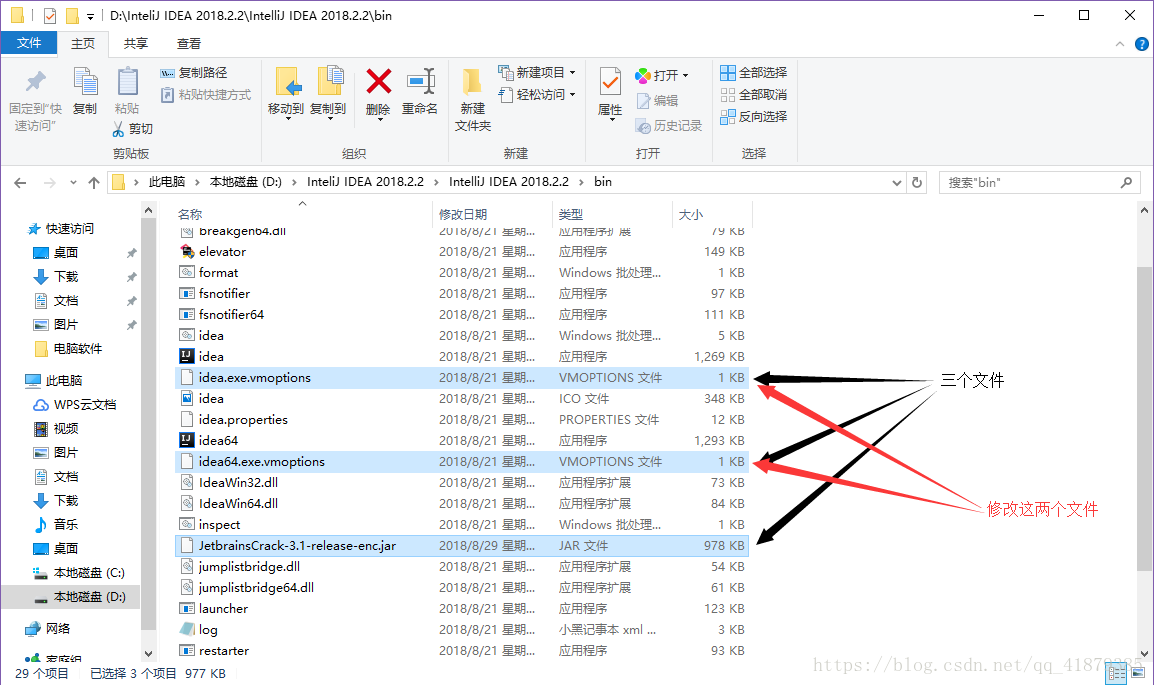 D:\InteliJ IDEA 2018.2.2\IntelliJ IDEA 2018.2.2\bin
文件 主页 共享 查看
固定到"快速访问"
复制
粘贴
复制路径
粘贴快捷方式
剪切
剪贴板
移动到 复制到 删除 重命名
组织
新建文件夹
新建项目
轻松访问
新建
属性
打开
编辑
历史记录
打开
全部选择
全部取消
反向选择
选择
此电脑 本地磁盘 (D:) InteliJ IDEA 2018.2.2 IntelliJ IDEA 2018.2.2 bin
搜索"bin"
快速访问
桌面
下载
文档
图片
电脑软件
此电脑
WPS云文档
视频
图片
文档
下载
音乐
桌面
本地磁盘 (C:)
本地磁盘 (D:)
网络
家庭组
名称 修改日期 类型 大小
breakgen64.dll 2018/8/21 星期... 应用程序扩展 79 KB
elevator 2018/8/21 星期... 应用程序 149 KB
format 2018/8/21 星期... Windows 批处理... 1 KB
fsnotifier 2018/8/21 星期... 应用程序 97 KB
fsnotifier64 2018/8/21 星期... 应用程序 111 KB
idea 2018/8/21 星期... Windows 批处理... 5 KB
idea 2018/8/21 星期... 应用程序 1,269 KB
idea.exe.vmoptions 2018/8/21 星期... VMOPTIONS 文件 1 KB
idea 2018/8/21 星期... ICO 文件 348 KB
idea.properties 2018/8/21 星期... PROPERTIES 文件 12 KB
idea64 2018/8/21 星期... 应用程序 1,293 KB
idea64.exe.vmoptions 2018/8/21 星期... VMOPTIONS 文件 1 KB
IdeaWin32.dll 2018/8/21 星期... 应用程序扩展 73 KB
IdeaWin64.dll 2018/8/21 星期... 应用程序扩展 84 KB
inspect 2018/8/21 星期... Windows 批处理... 1 KB
JetbrainsCrack-3.1-release-enc.jar 2018/8/29 星期... JAR 文件 978 KB
jumplistbridge.dll 2018/8/21 星期... 应用程序扩展 54 KB
jumplistbridge64.dll 2018/8/21 星期... 应用程序扩展 61 KB
launcher 2018/8/21 星期... 应用程序 123 KB
log 2018/8/21 星期... 小黑记事本 xml ... 3 KB
restarter 2018/8/21 星期... 应用程序 93 KB
三个文件
修改这两个文件
29 个项目 已选择 3 个项目 977 KB